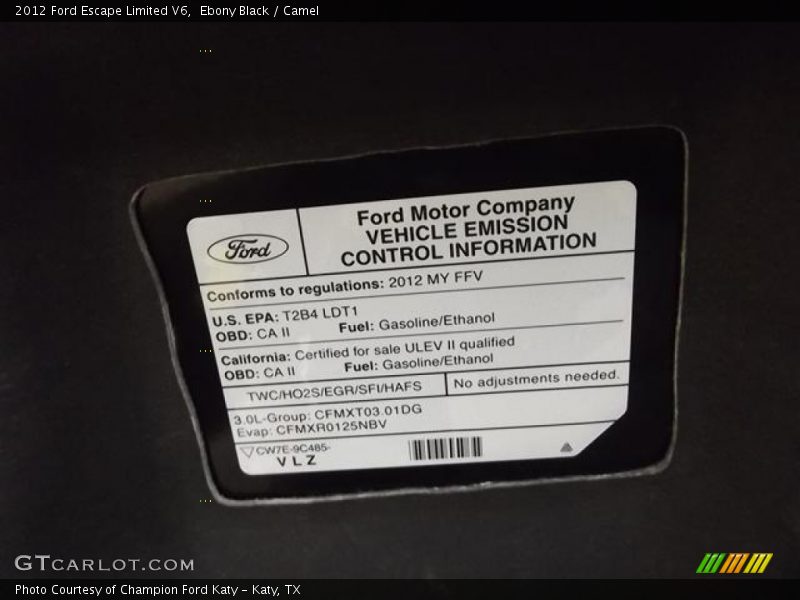 2012 Ford Escape Limited V6,  Ebony Black / Camel
Ford
Ford Motor Company
VEHICLE EMISSION
CONTROL INFORMATION
Conforms to regulations: 2012 MY FFV
U.S. EPA: T2B4 LDT1
OBD: CA II Fuel: Gasoline/Ethanol
California: Certified for sale ULEV II qualified
OBD: CA II Fuel: Gasoline/Ethanol
TWC/HO2S/EGR/SFI/HAFS No adjustments needed.
3.0L-Group: CFMXT03.01DG
Evap: CFMXR0125NBV
CW7E-9C485-
VLZ
GTCARLOT.COM
Photo Courtesy of Champion Ford Katy – Katy, TX